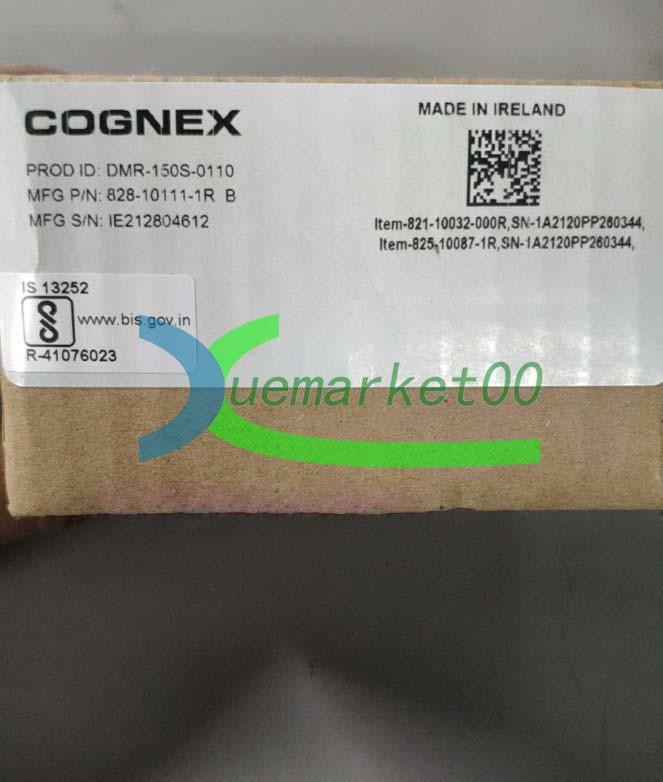 COGNEX
PROD ID: DMR-150S-0110
MFG P/N: 828-10111-1R B
MFG S/N: IE212804612
MADE IN IRELAND
Item-821-10032-000R,SN-1A2120PP260344,
Item-825-10087-1R,SN-1A2120PP260344,
IS 13252
www.bis.gov.in
R-41076023
Xuemarket00